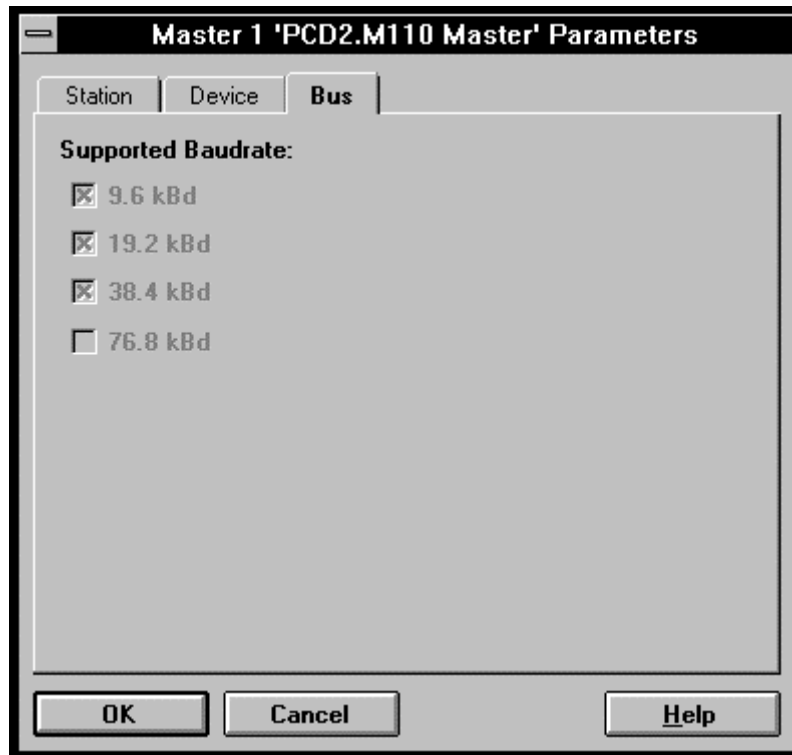 Master 1 'PCD2.M110 Master' Parameters
Station Device Bus
Supported Baudrate:
9.6 kBd
19.2 kBd
38.4 kBd
76.8 kBd
OK Cancel Help